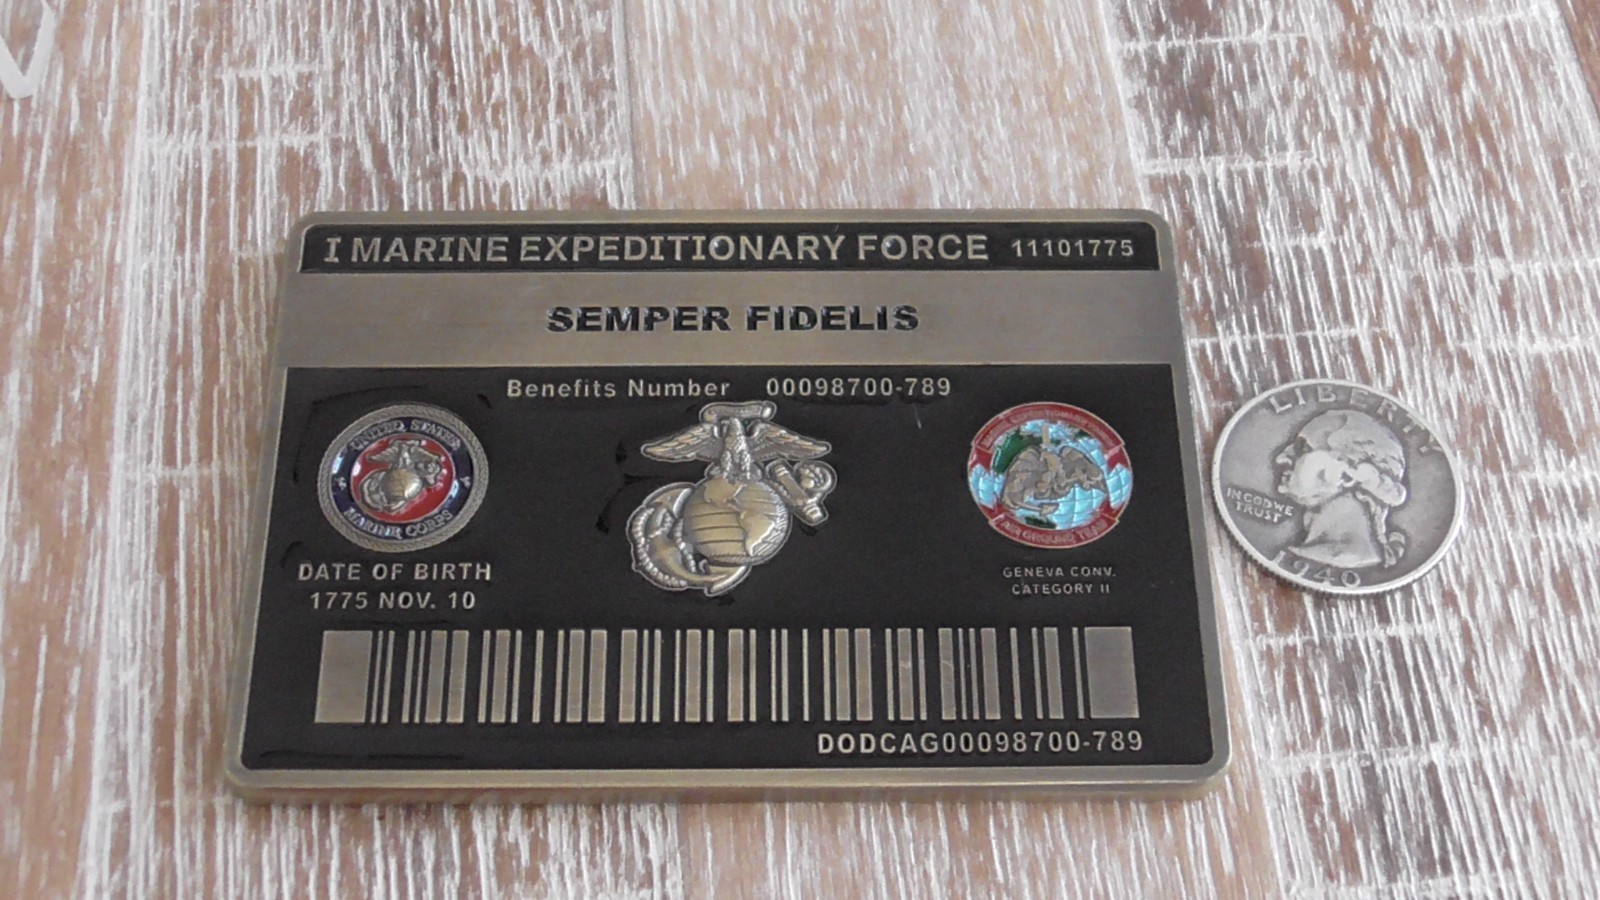 I MARINE EXPEDITIONARY FORCE 11101775
SEMPER FIDELIS
Benefits Number 00098700-789
UNITED STATES
MARINE CORPS
AIR GROUND TEAM
DATE OF BIRTH
1775 NOV. 10
GENEVA CONV.
CATEGORY II
DODCAG00098700-789
LIBERTY
IN GOD WE
TRUST
1940